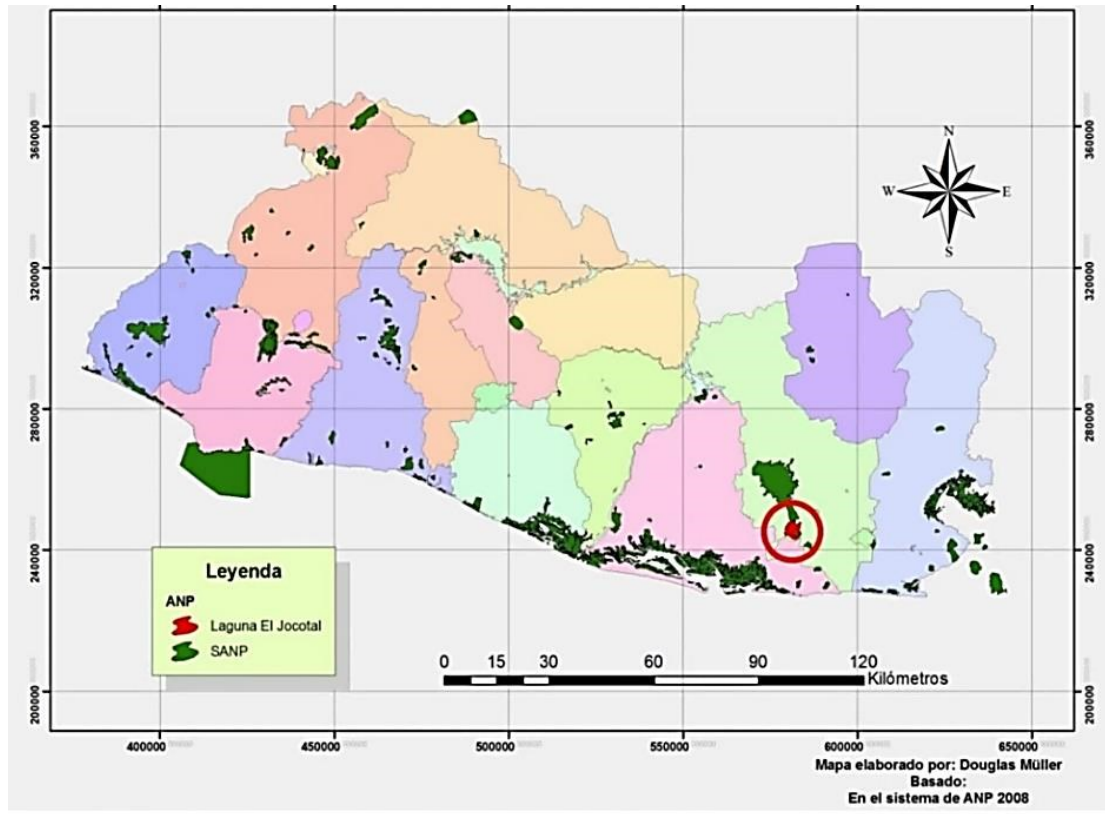 360000
320000
280000
240000
200000
360000
320000
280000
240000
200000
N
W
E
S
Leyenda
ANP
Laguna El Jocotal
SANP
0 15 30 60 90 120
Kilómetros
400000 450000 500000 550000 600000 650000
Mapa elaborado por: Douglas Müller
Basado:
En el sistema de ANP 2008